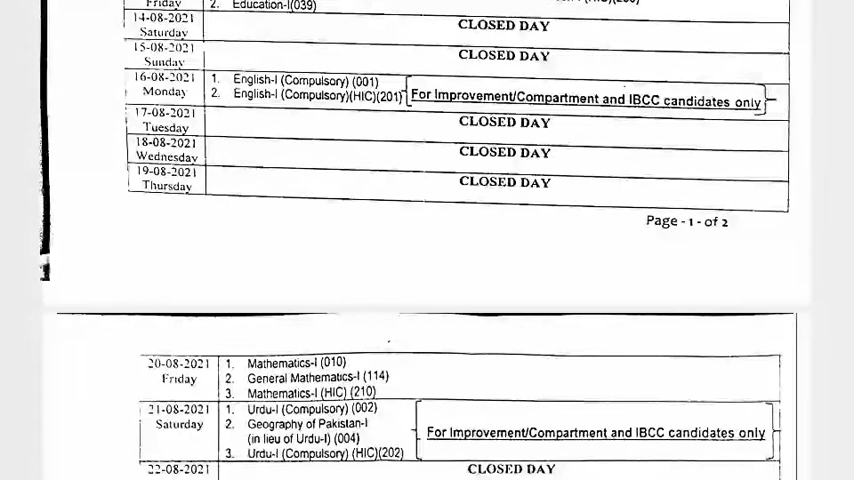 Friday
2. Education-I(039)
14-08-2021
Saturday
CLOSED DAY
15-08-2021
Sunday
CLOSED DAY
16-08-2021
Monday
1. English-I (Compulsory) (001)
2. English-I (Compulsory)(HIC)(201)
For Improvement/Compartment and IBCC candidates only
17-08-2021
Tuesday
CLOSED DAY
18-08-2021
Wednesday
CLOSED DAY
19-08-2021
Thursday
CLOSED DAY
Page - 1 - of 2
20-08-2021
Friday
1. Mathematics-I (010)
2. General Mathematics-I (114)
3. Mathematics-I (HIC) (210)
21-08-2021
Saturday
1. Urdu-I (Compulsory) (002)
2. Geography of Pakistan-I
(in lieu of Urdu-I) (004)
3. Urdu-I (Compulsory) (HIC)(202)
For Improvement/Compartment and IBCC candidates only
22-08-2021
CLOSED DAY